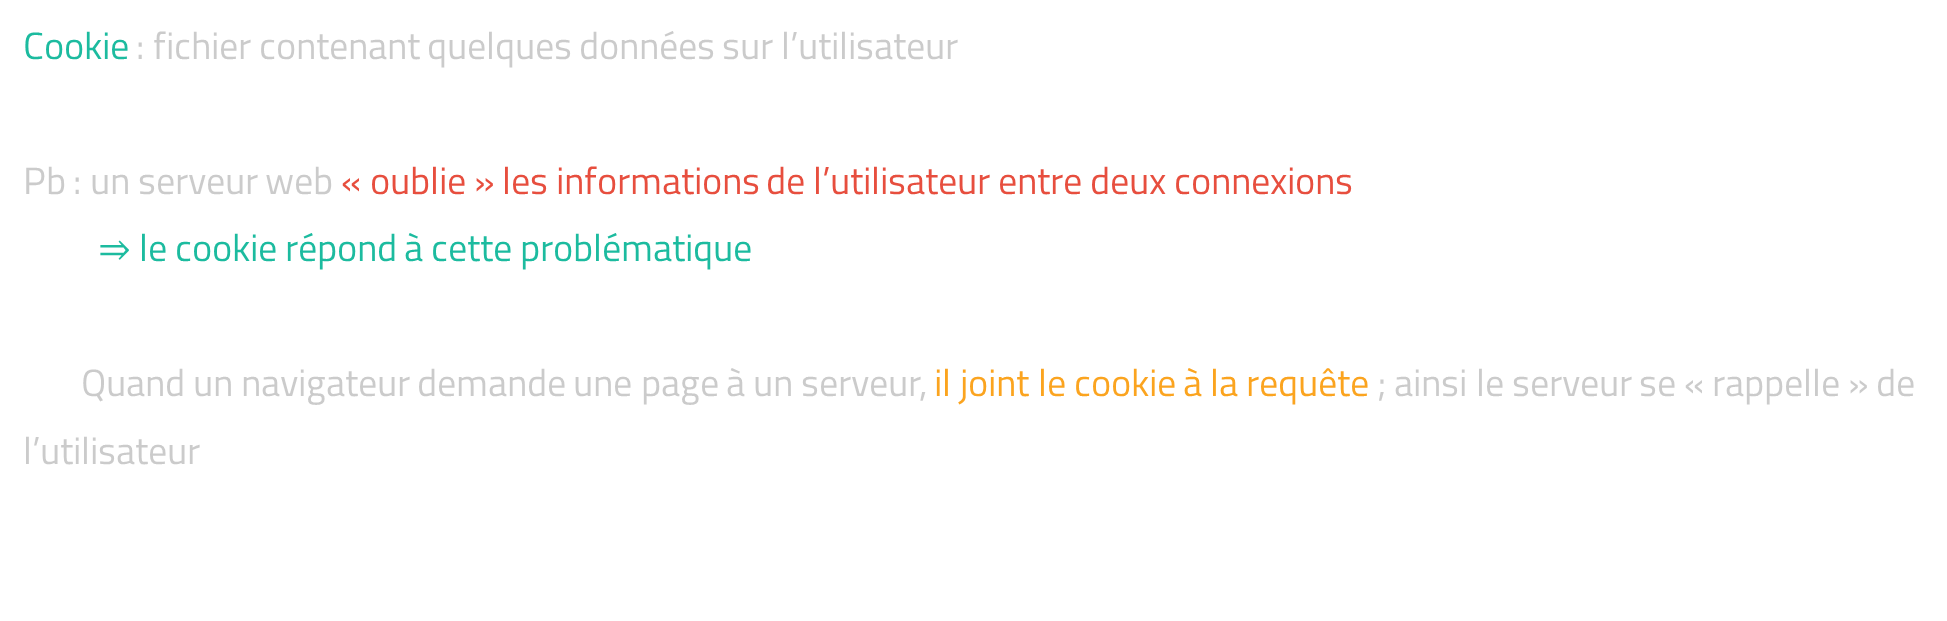 Cookie : fichier contenant quelques données sur l’utilisateur
Pb : un serveur web « oublie » les informations de l’utilisateur entre deux connexions
⇒ le cookie répond à cette problématique
Quand un navigateur demande une page à un serveur, il joint le cookie à la requête ; ainsi le serveur se « rappelle » de
l’utilisateur